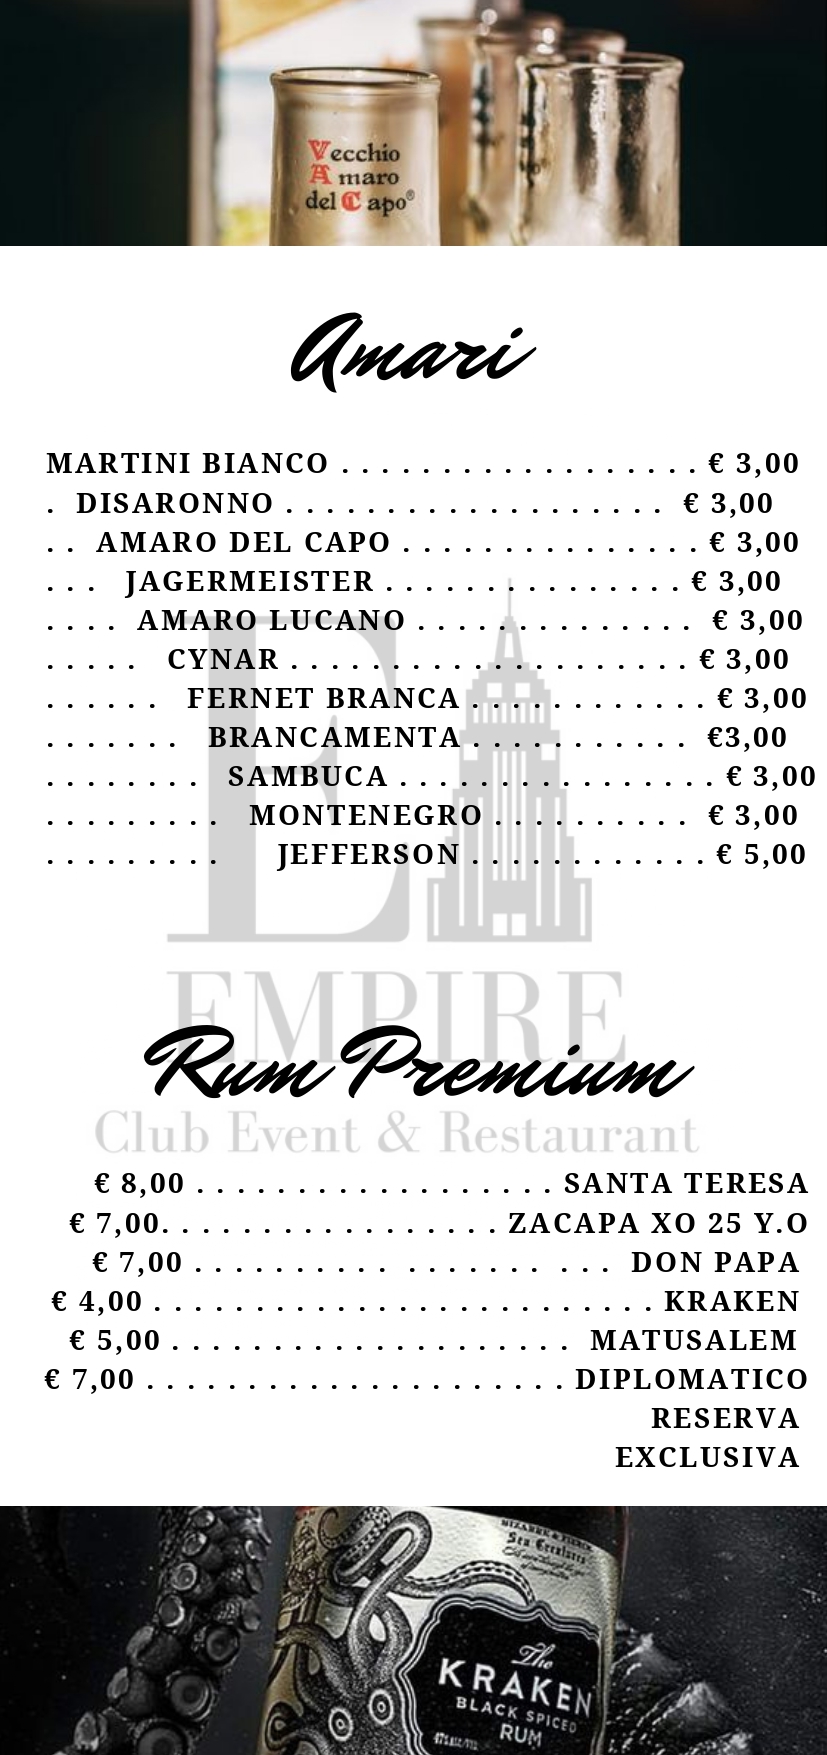 Vecchio
Amaro
del Capo®
Amari
MARTINI BIANCO . . . . . . . . . . . . . . . . . . € 3,00
. DISARONNO . . . . . . . . . . . . . . . . . . . € 3,00
. . AMARO DEL CAPO . . . . . . . . . . . . . . . € 3,00
. . . JAGERMEISTER . . . . . . . . . . . . . . . € 3,00
. . . . AMARO LUCANO . . . . . . . . . . . . . . € 3,00
. . . . . CYNAR . . . . . . . . . . . . . . . . . . . . € 3,00
. . . . . . FERNET BRANCA . . . . . . . . . . . . € 3,00
. . . . . . . BRANCAMENTA . . . . . . . . . . . €3,00
. . . . . . . . SAMBUCA . . . . . . . . . . . . . . . . € 3,00
. . . . . . . . . MONTENEGRO . . . . . . . . . . € 3,00
. . . . . . . . . JEFFERSON . . . . . . . . . . . . € 5,00
E
EMPIRE
Rum Premium
Club Event & Restaurant
€ 8,00 . . . . . . . . . . . . . . . . . . SANTA TERESA
€ 7,00. . . . . . . . . . . . . . . . . ZACAPA XO 25 Y.O
€ 7,00 . . . . . . . . . . . . . . . . . . . . DON PAPA
€ 4,00 . . . . . . . . . . . . . . . . . . . . . . . . . KRAKEN
€ 5,00 . . . . . . . . . . . . . . . . . . . . MATUSALEM
€ 7,00 . . . . . . . . . . . . . . . . . . . . . DIPLOMATICO
RESERVA
EXCLUSIVA
Sea Creatures
The
KRAKEN
BLACK SPICED
RUM